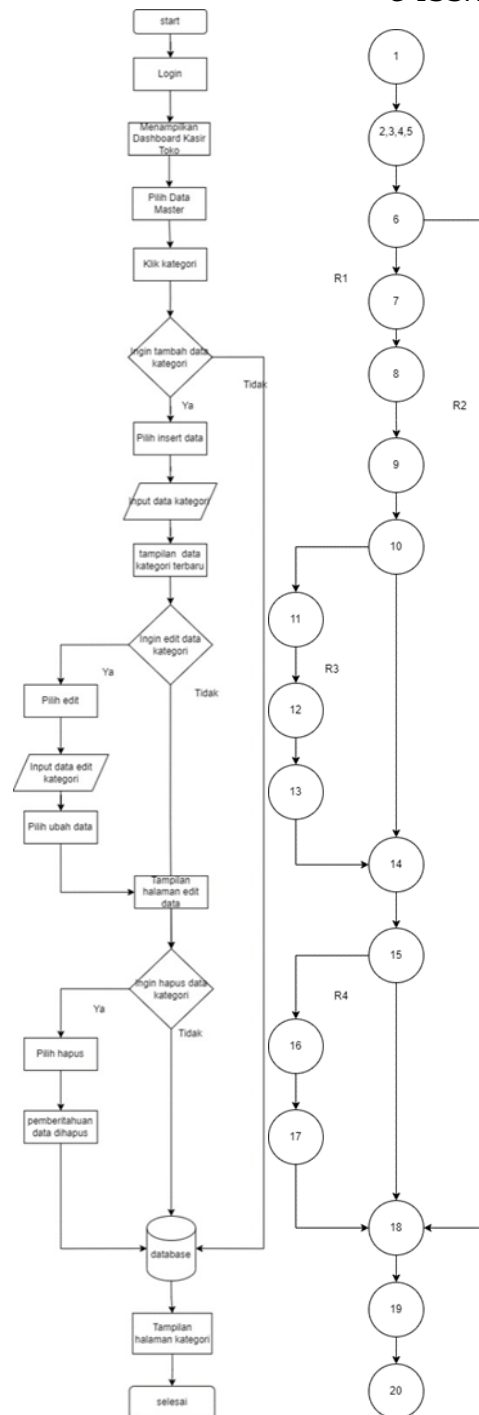 start
Login
Menampilkan
Dashboard Kasir
Toko
Pilih Data
Master
Klik kategori
Ingin tambah data
kategori
Tidak
Ya
Pilih insert data
Input data kategori
tampilan data
kategori terbaru
Ingin edit data
kategori
Ya
Tidak
Pilih edit
Input data edit
kategori
Pilih ubah data
Tampilan
halaman edit
data
Ingin hapus data
kategori
Ya
Tidak
Pilih hapus
pemberitahuan
data dihapus
database
Tampilan
halaman kategori
selesai
1
2,3,4,5
6
R1
7
8
R2
9
10
11
R3
12
13
14
15
R4
16
17
18
19
20